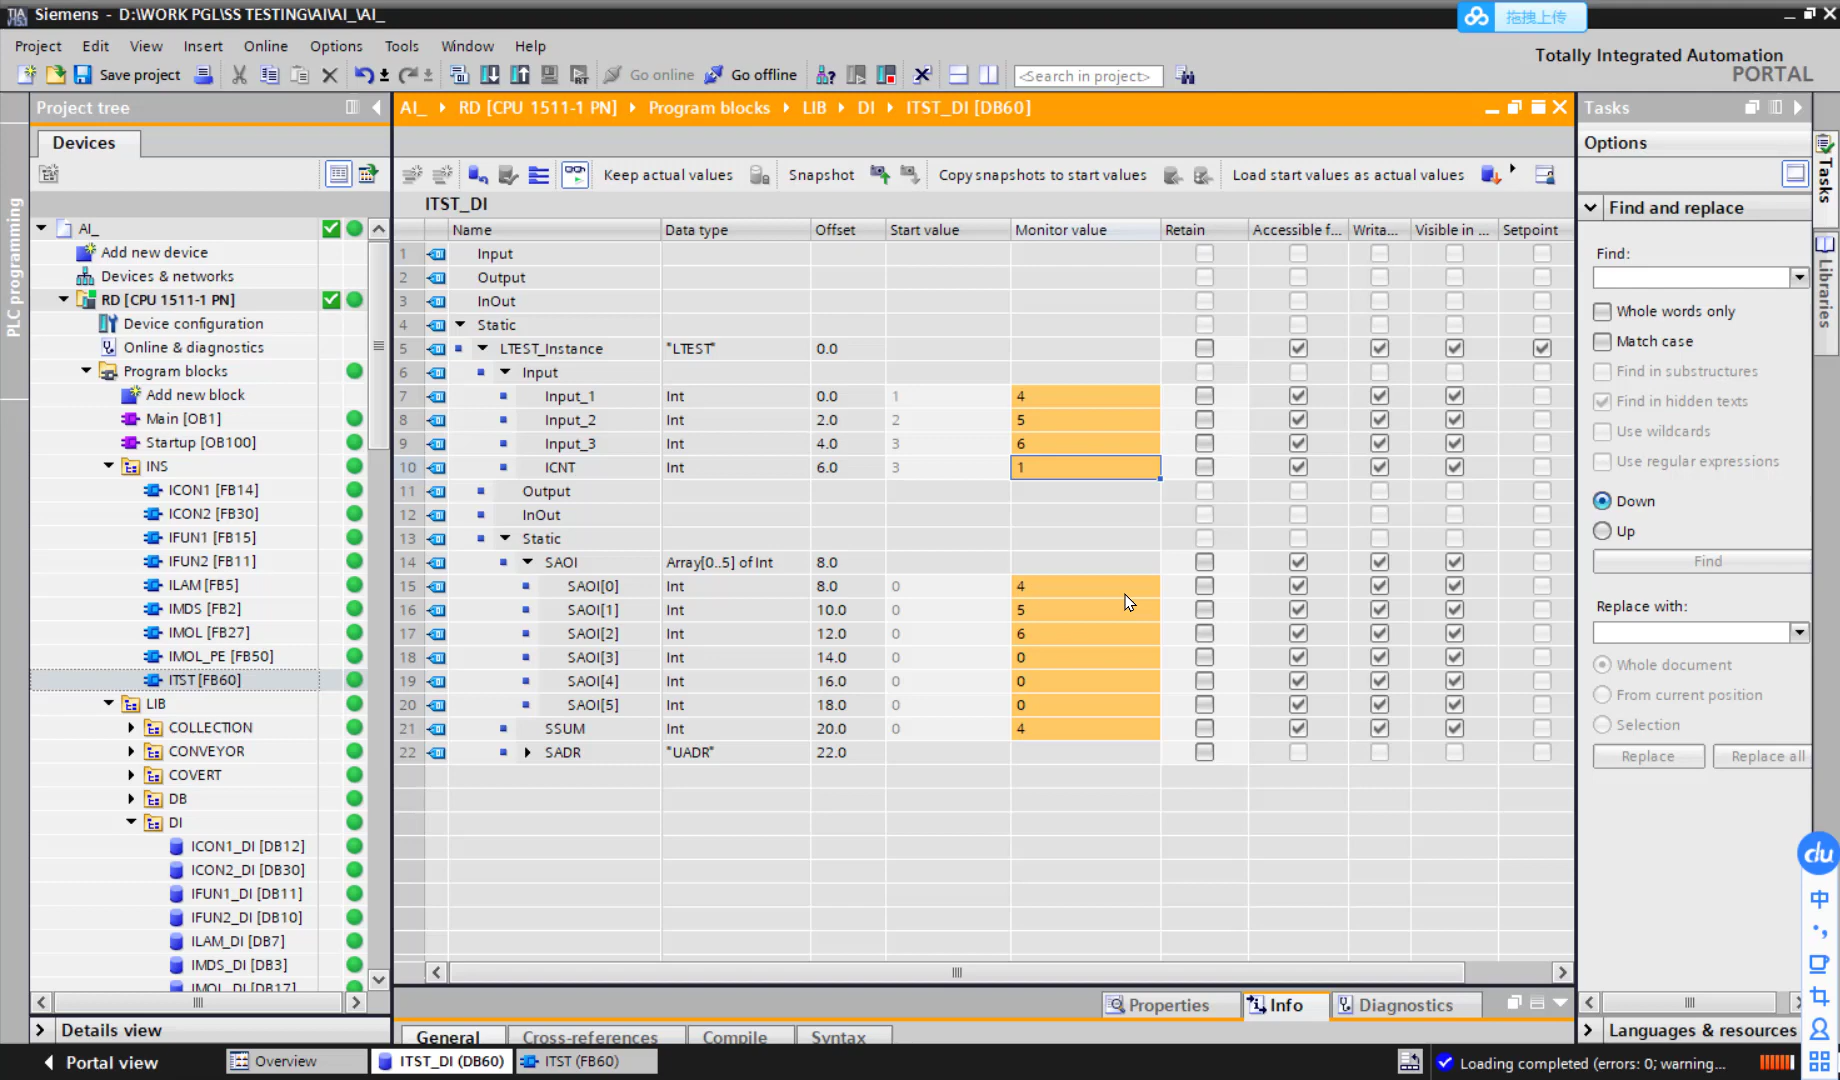 Siemens - D:\WORK PGL\SS TESTING\AI\AI_\AI_
拖拽上传
Project Edit View Insert Online Options Tools Window Help
Totally Integrated Automation
PORTAL
Save project Go online Go offline <Search in project>
Project tree
AI_ RD [CPU 1511-1 PN] Program blocks LIB DI ITST_DI [DB60]
Tasks
Devices
Options
Keep actual values Snapshot Copy snapshots to start values Load start values as actual values
ITST_DI
Find and replace
Name Data type Offset Start value Monitor value Retain Accessible f... Writa... Visible in ... Setpoint
1 Input
2 Output
3 InOut
4 Static
5 LTEST_Instance "LTEST" 0.0
6 Input
7 Input_1 Int 0.0 1 4
8 Input_2 Int 2.0 2 5
9 Input_3 Int 4.0 3 6
10 ICNT Int 6.0 3 1
11 Output
12 InOut
13 Static
14 SAOI Array[0..5] of Int 8.0
15 SAOI[0] Int 8.0 0 4
16 SAOI[1] Int 10.0 0 5
17 SAOI[2] Int 12.0 0 6
18 SAOI[3] Int 14.0 0 0
19 SAOI[4] Int 16.0 0 0
20 SAOI[5] Int 18.0 0 0
21 SSUM Int 20.0 0 4
22 SADR "UADR" 22.0
PLC programming
AI_
Add new device
Devices & networks
RD [CPU 1511-1 PN]
Device configuration
Online & diagnostics
Program blocks
Add new block
Main [OB1]
Startup [OB100]
INS
ICON1 [FB14]
ICON2 [FB30]
IFUN1 [FB15]
IFUN2 [FB11]
ILAM [FB5]
IMDS [FB2]
IMOL [FB27]
IMOL_PE [FB50]
ITST [FB60]
LIB
COLLECTION
CONVEYOR
COVERT
DB
DI
ICON1_DI [DB12]
ICON2_DI [DB30]
IFUN1_DI [DB11]
IFUN2_DI [DB10]
ILAM_DI [DB7]
IMDS_DI [DB3]
IMOL_DI [DB17]
Details view
Find:
Whole words only
Match case
Find in substructures
Find in hidden texts
Use wildcards
Use regular expressions
Down
Up
Find
Replace with:
Whole document
From current position
Selection
Replace Replace all
Languages & resources
Tasks
Libraries
du
中
Properties Info Diagnostics
General Cross-references Compile Syntax
Portal view Overview ITST_DI (DB60) ITST (FB60) Loading completed (errors: 0; warning...